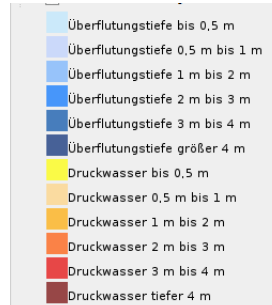 Überflutungstiefe bis 0,5 m
Überflutungstiefe 0,5 m bis 1 m
Überflutungstiefe 1 m bis 2 m
Überflutungstiefe 2 m bis 3 m
Überflutungstiefe 3 m bis 4 m
Überflutungstiefe größer 4 m
Druckwasser bis 0,5 m
Druckwasser 0,5 m bis 1 m
Druckwasser 1 m bis 2 m
Druckwasser 2 m bis 3 m
Druckwasser 3 m bis 4 m
Druckwasser tiefer 4 m